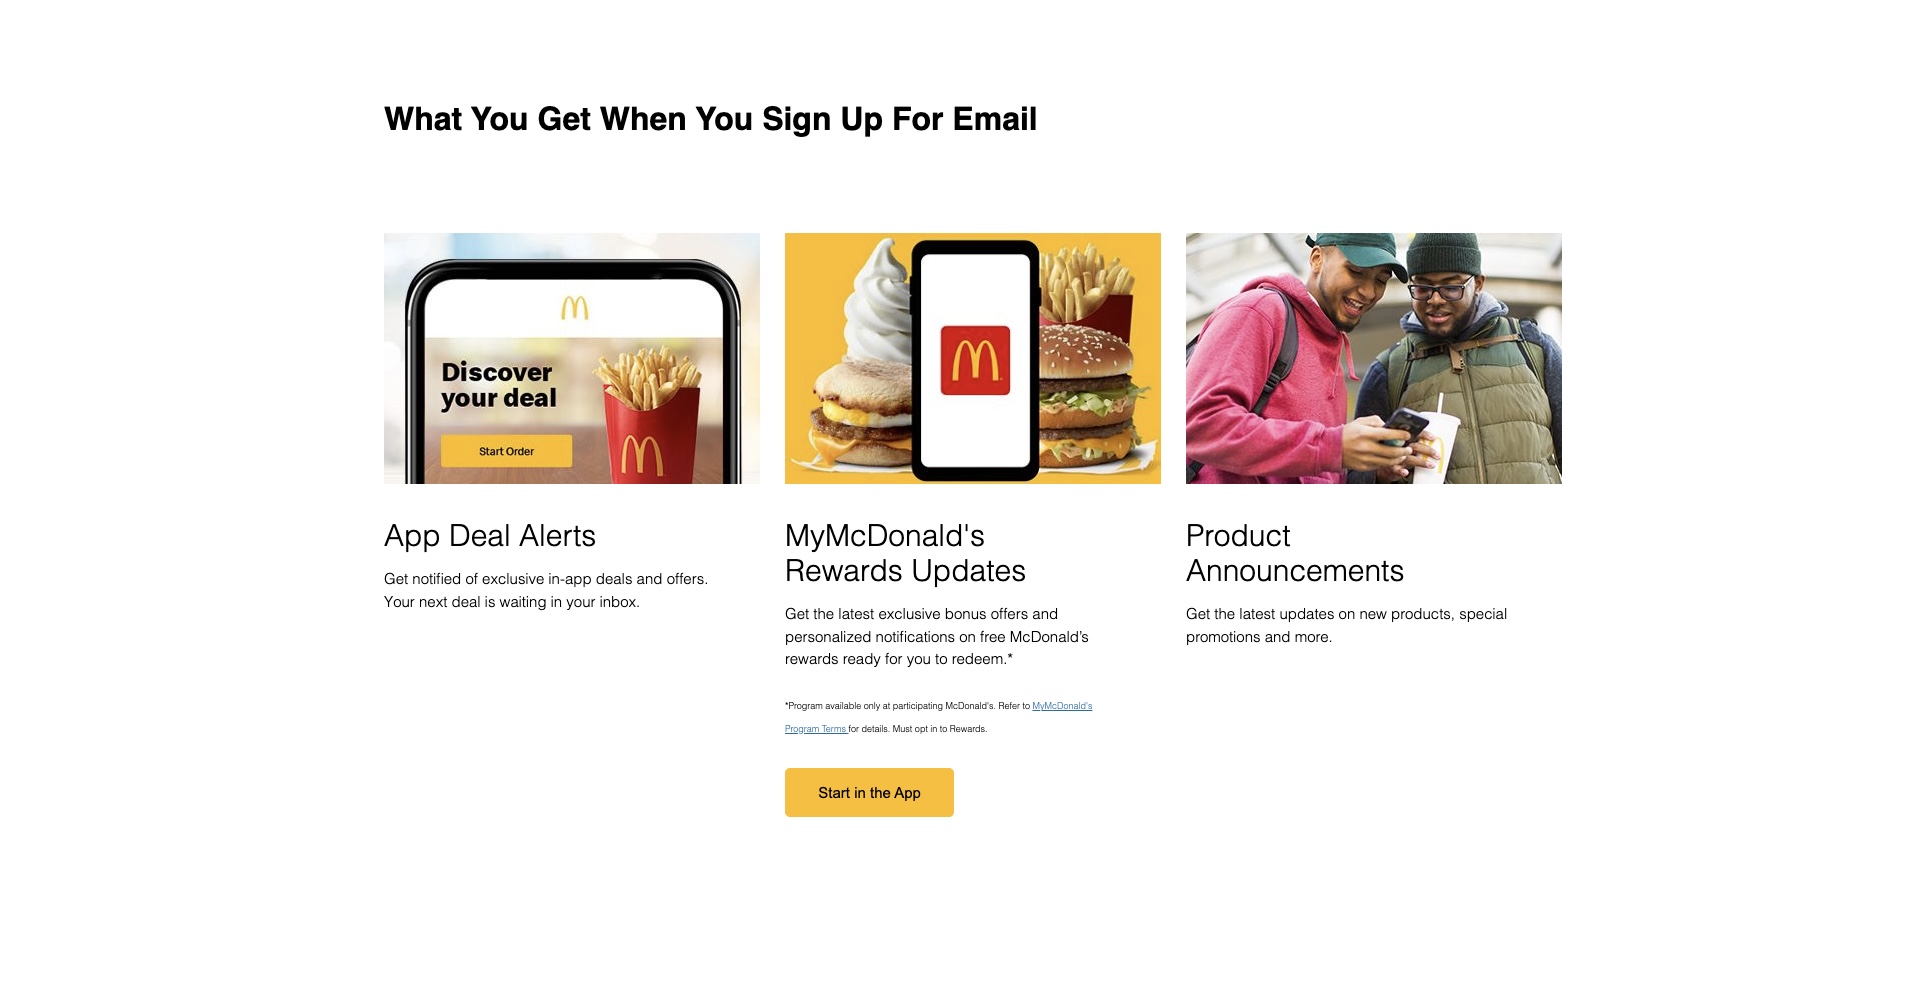 What You Get When You Sign Up For Email
Discover
your deal
Start Order
App Deal Alerts
Get notified of exclusive in-app deals and offers.
Your next deal is waiting in your inbox.
MyMcDonald's
Rewards Updates
Get the latest exclusive bonus offers and
personalized notifications on free McDonald’s
rewards ready for you to redeem.*
*Program available only at participating McDonald's. Refer to MyMcDonald's
Program Terms for details. Must opt in to Rewards.
Start in the App
Product
Announcements
Get the latest updates on new products, special
promotions and more.